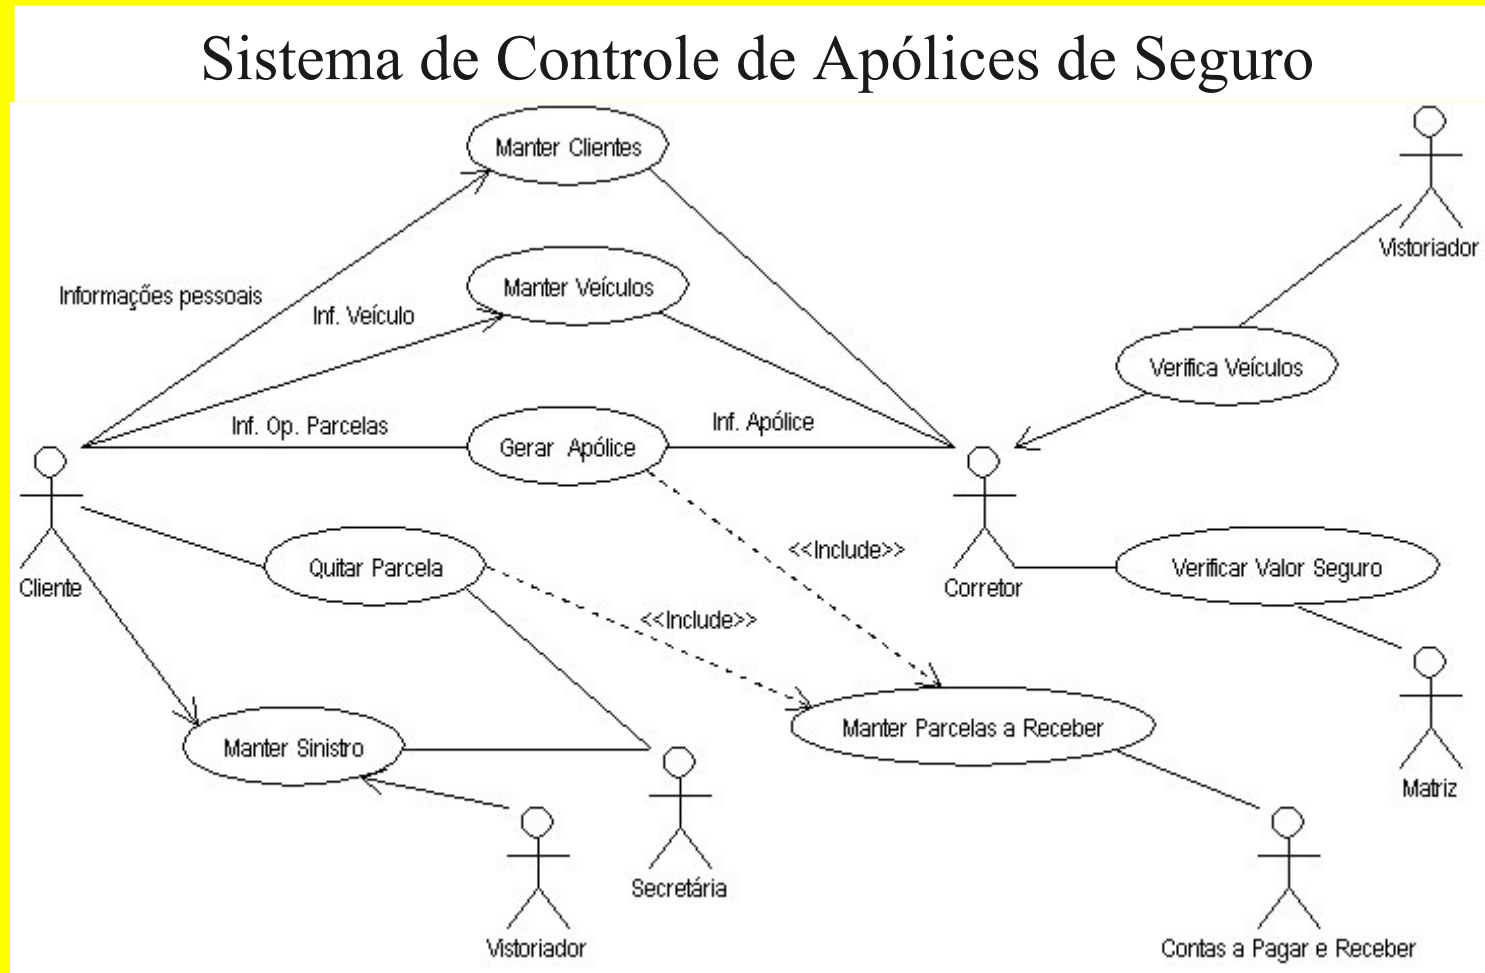 Sistema de Controle de Apólices de Seguro
Manter Clientes
Vistoriador
Informações pessoais
Manter Veículos
Inf. Veículo
Verifica Veículos
Inf. Op. Parcelas
Gerar Apólice
Inf. Apólice
Cliente
Quitar Parcela
<<Include>>
Corretor
Verificar Valor Seguro
<<Include>>
Manter Sinistro
Manter Parcelas a Receber
Matriz
Secretária
Vistoriador
Contas a Pagar e Receber